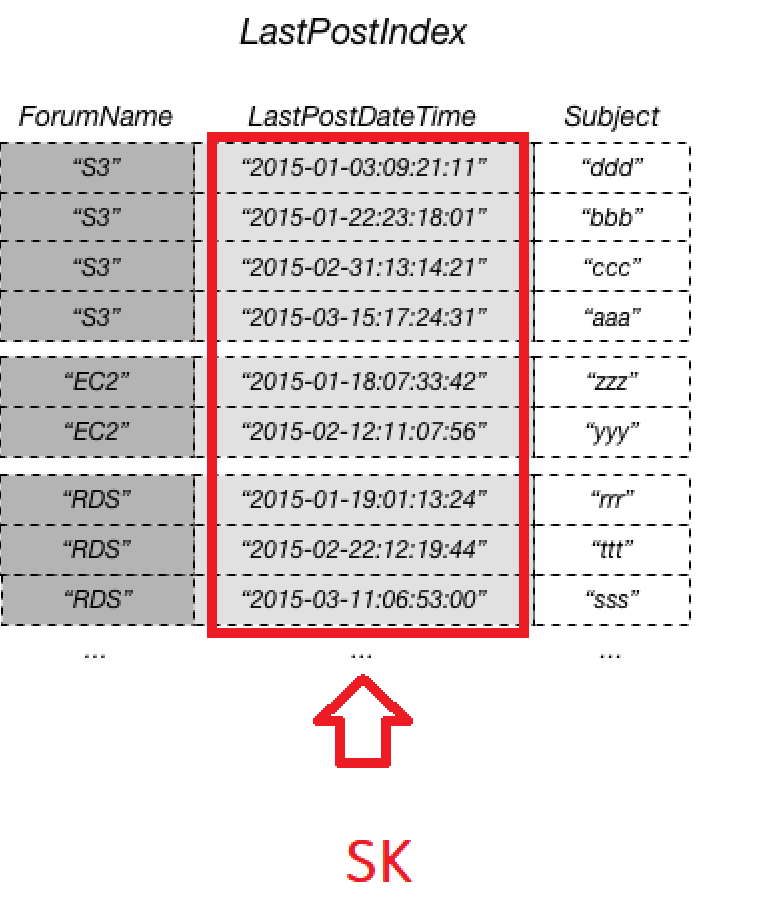 LastPostIndex
ForumName LastPostDateTime Subject
“S3” “2015-01-03:09:21:11” “ddd”
“S3” “2015-01-22:23:18:01” “bbb”
“S3” “2015-02-31:13:14:21” “ccc”
“S3” “2015-03-15:17:24:31” “aaa”
“EC2” “2015-01-18:07:33:42” “zzz”
“EC2” “2015-02-12:11:07:56” “yyy”
“RDS” “2015-01-19:01:13:24” “rrr”
“RDS” “2015-02-22:12:19:44” “ttt”
“RDS” “2015-03-11:06:53:00” “sss”
... ... ...
SK